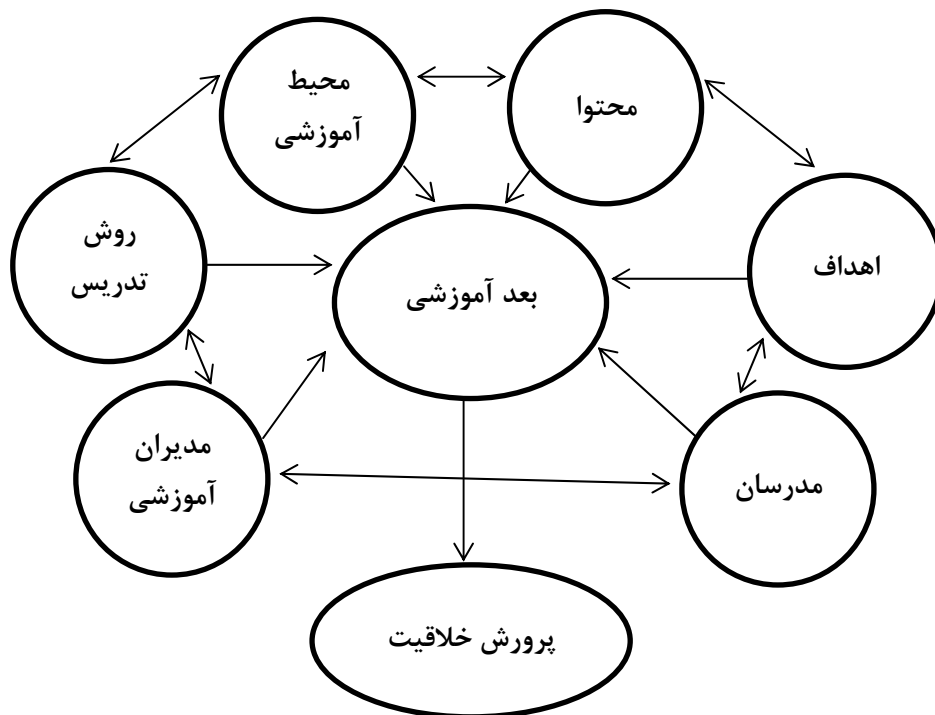 محیط
آموزشی
محتوا
روش
تدریس
اهداف
بعد آموزشی
مدیران
آموزشی
مدرسان
پرورش خلاقیت